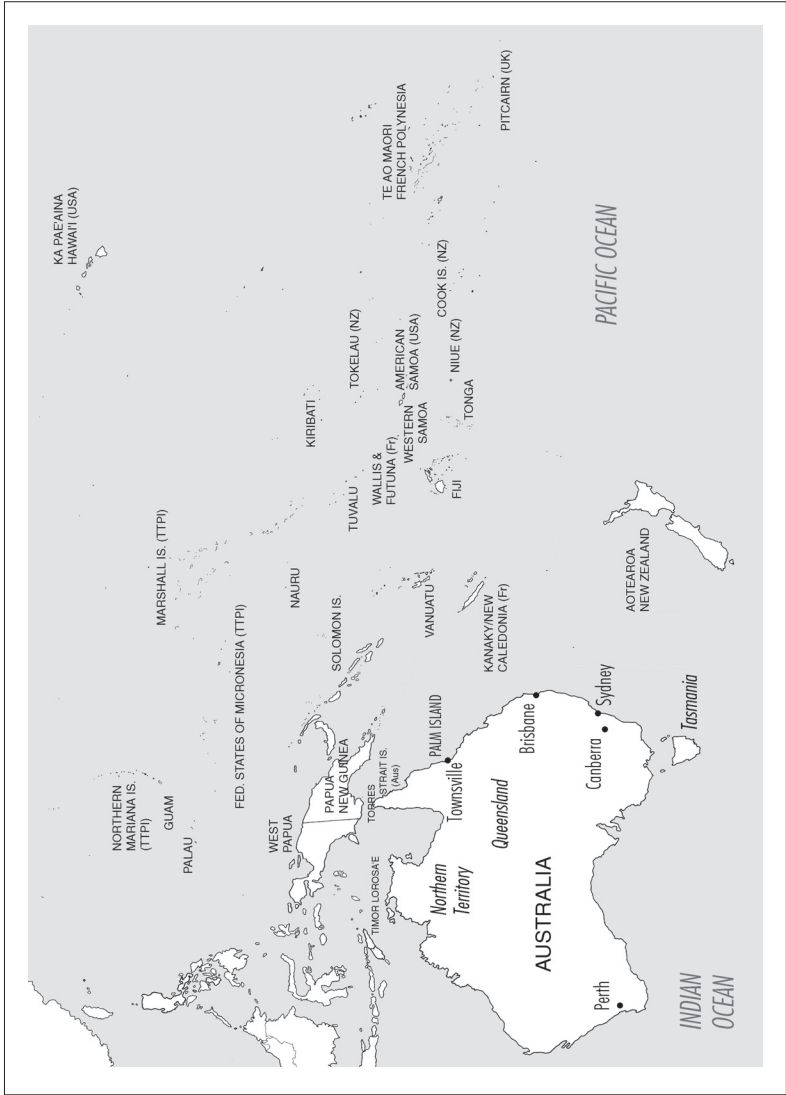 KA PAE'AINA
HAWAI'I (USA)
NORTHERN
MARIANA IS.
(TTPI)
GUAM
PALAU
MARSHALL IS. (TTPI)
FED. STATES OF MICRONESIA (TTPI)
KIRIBATI
NAURU
WEST
PAPUA
PAPUA
NEW GUINEA
SOLOMON IS.
TUVALU
TOKELAU (NZ)
TE AO MAORI
FRENCH POLYNESIA
WALLIS &
FUTUNA (Fr)
AMERICAN
SAMOA (USA)
WESTERN
SAMOA
COOK IS. (NZ)
NIUE (NZ)
TONGA
FIJI
PITCAIRN (UK)
TIMOR LOROSA'E
TORRES
STRAIT IS.
(Aus)
VANUATU
PALM ISLAND
Townsville
KANAKY/NEW
CALEDONIA (Fr)
Northern
Territory
Queensland
Brisbane
AUSTRALIA
Canberra
Sydney
Perth
PACIFIC OCEAN
AOTEAROA
NEW ZEALAND
Tasmania
INDIAN
OCEAN